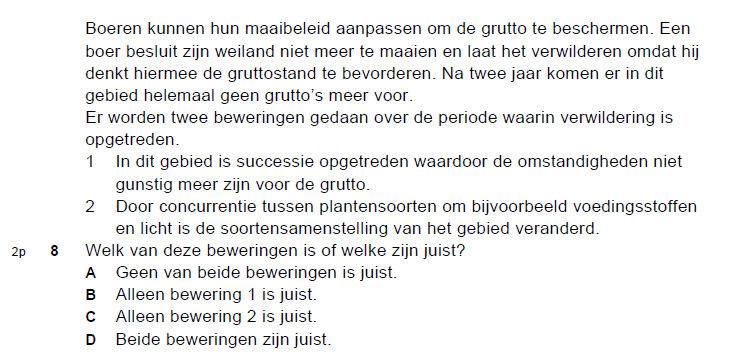 Boeren kunnen hun maaibeleid aanpassen om de grutto te beschermen. Een
boer besluit zijn weiland niet meer te maaien en laat het verwilderen omdat hij
denkt hiermee de gruttostand te bevorderen. Na twee jaar komen er in dit
gebied helemaal geen grutto's meer voor.
Er worden twee beweringen gedaan over de periode waarin verwildering is
opgetreden.
1 In dit gebied is successie opgetreden waardoor de omstandigheden niet
gunstig meer zijn voor de grutto.
2 Door concurrentie tussen plantensoorten om bijvoorbeeld voedingsstoffen
en licht is de soortensamenstelling van het gebied veranderd.
2p 8 Welk van deze beweringen is of welke zijn juist?
A Geen van beide beweringen is juist.
B Alleen bewering 1 is juist.
C Alleen bewering 2 is juist.
D Beide beweringen zijn juist.